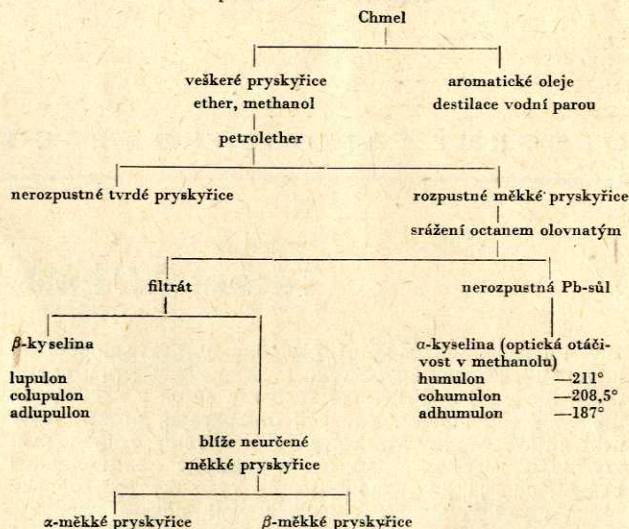 Chmel
veškeré pryskyřice
ether, methanol
aromatické oleje
destilace vodní parou
petrolether
nerozpustné tvrdé pryskyřice
rozpustné měkké pryskyřice
srážení octanem olovnatým
filtrát
nerozpustná Pb-sůl
β-kyselina
lupulon
colupulon
adlupullon
α-kyselina (optická otáči-
vost v methanolu)
humulon —211°
cohumulon —208,5°
adhumulon —187°
blíže neurčené
měkké pryskyřice
α-měkké pryskyřice
β-měkké pryskyřice